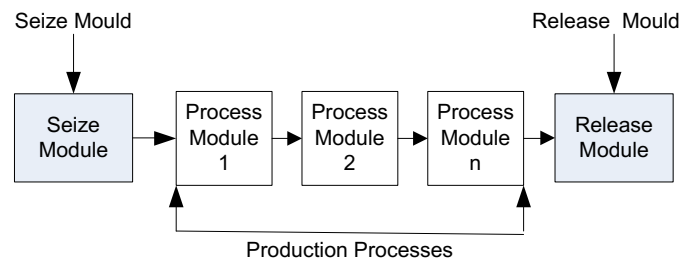 Seize Mould
Release Mould
Seize
Module
Process
Module
1
Process
Module
2
Process
Module
n
Release
Module
Production Processes